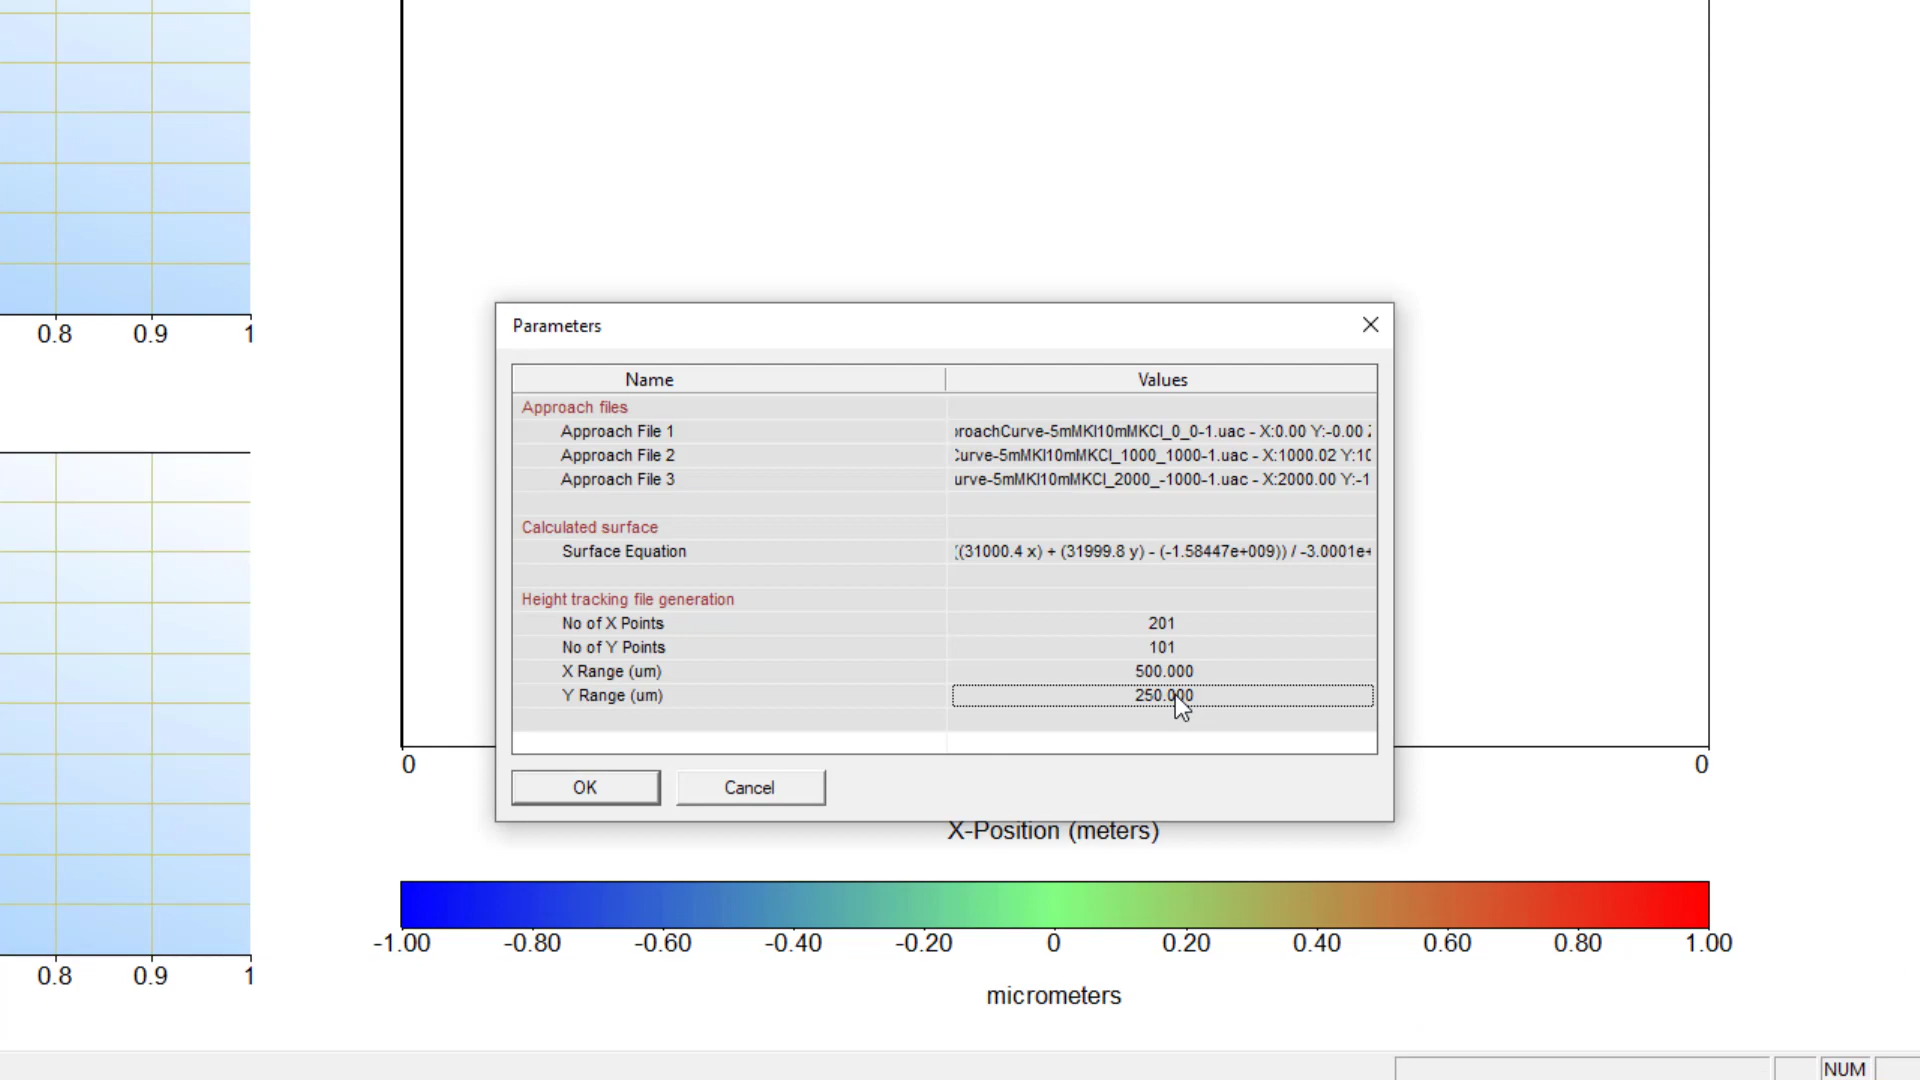 0.8 0.9 1
Parameters
Name Values
Approach files
Approach File 1 roachCurve-5mMKI10mMKCl_0_0-1.uac - X:0.00 Y:-0.00
Approach File 2 Curve-5mMKI10mMKCl_1000_1000-1.uac - X:1000.02 Y:10
Approach File 3 urve-5mMKI10mMKCl_2000_-1000-1.uac - X:2000.00 Y:-1
Calculated surface
Surface Equation ((31000.4 x) + (31999.8 y) - (-1.58447e+009)) / -3.0001e+
Height tracking file generation
No of X Points 201
No of Y Points 101
X Range (um) 500.000
Y Range (um) 250.000
0 0
OK Cancel
X-Position (meters)
-1.00 -0.80 -0.60 -0.40 -0.20 0 0.20 0.40 0.60 0.80 1.00
0.8 0.9 1
micrometers
NUM